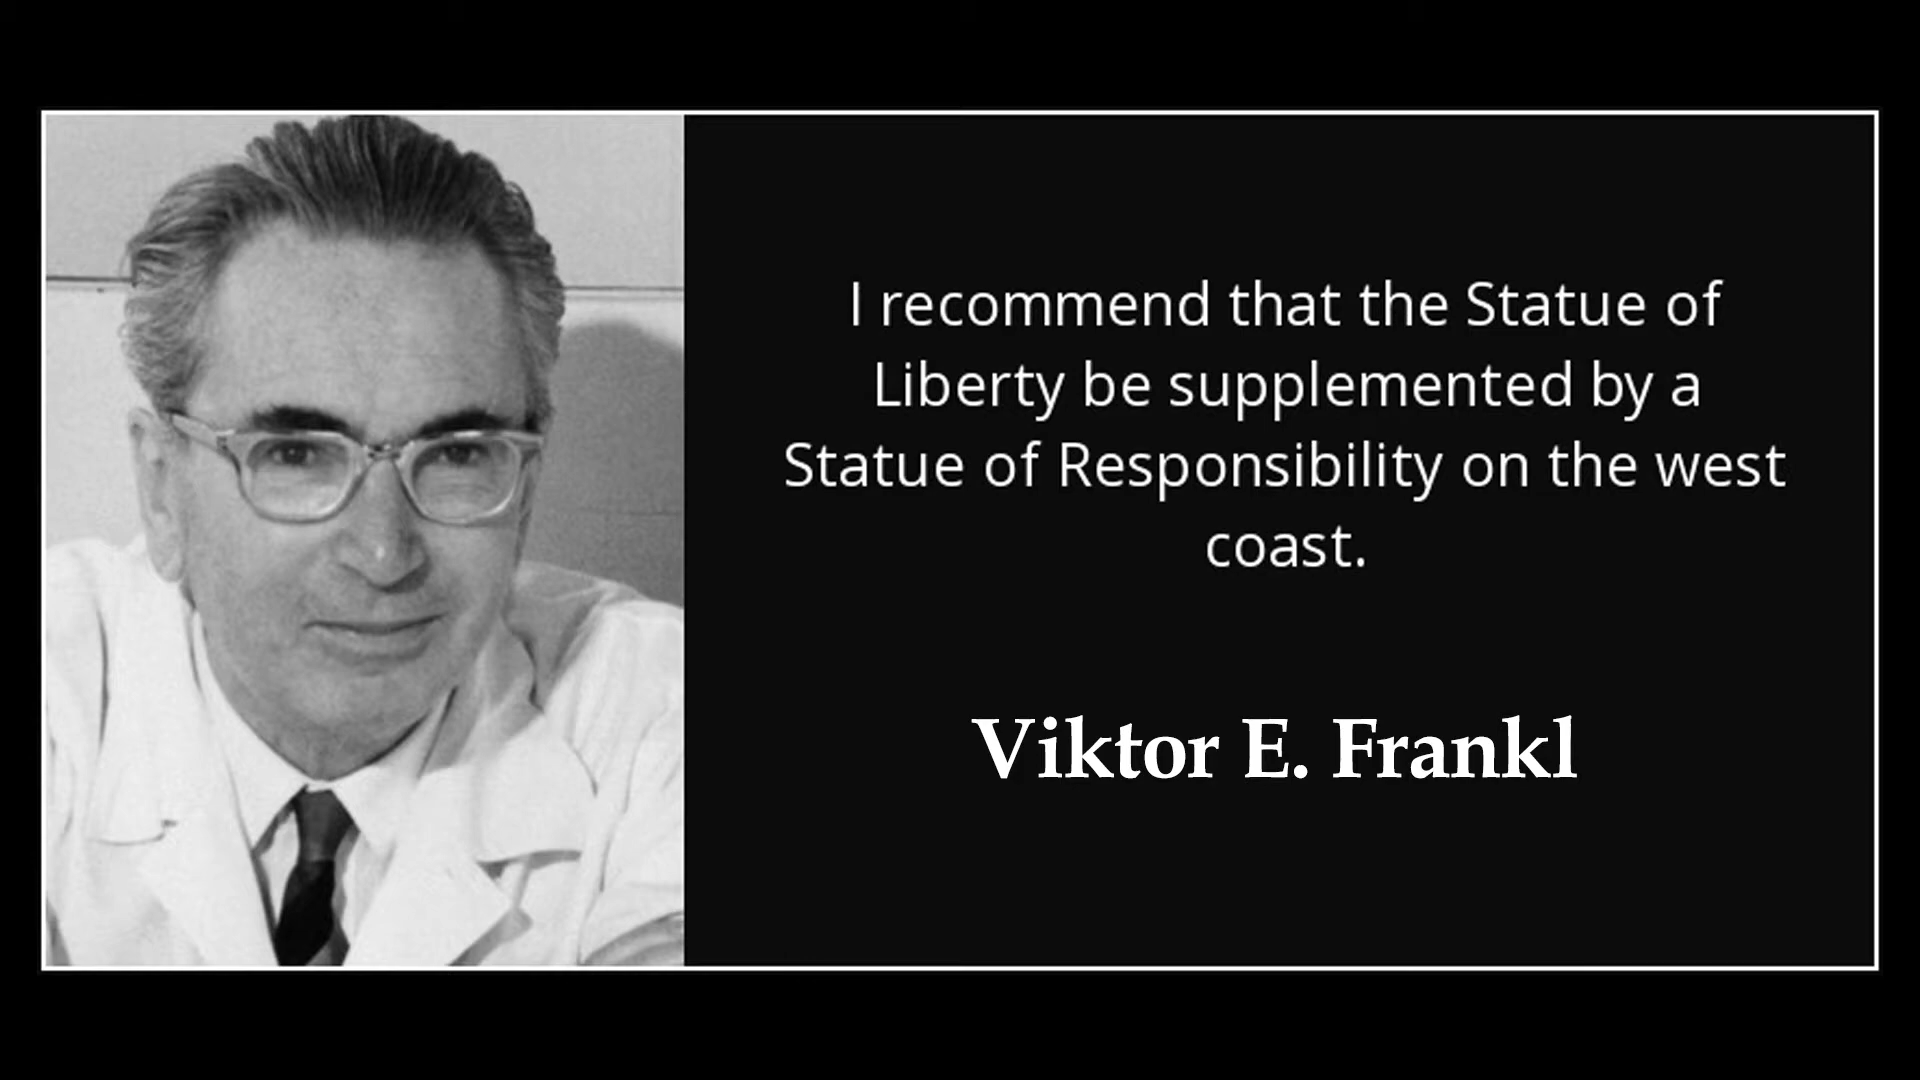 I recommend that the Statue of
Liberty be supplemented by a
Statue of Responsibility on the west
coast.
Viktor E. Frankl